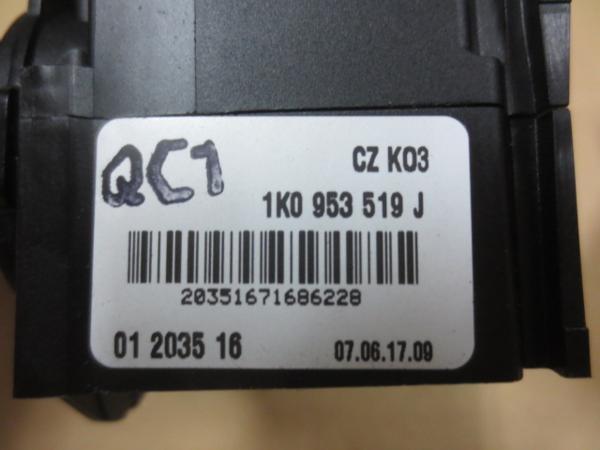 QC1
CZ K03
1K0 953 519 J
20351671686228
01 2035 16
07.06.17.09